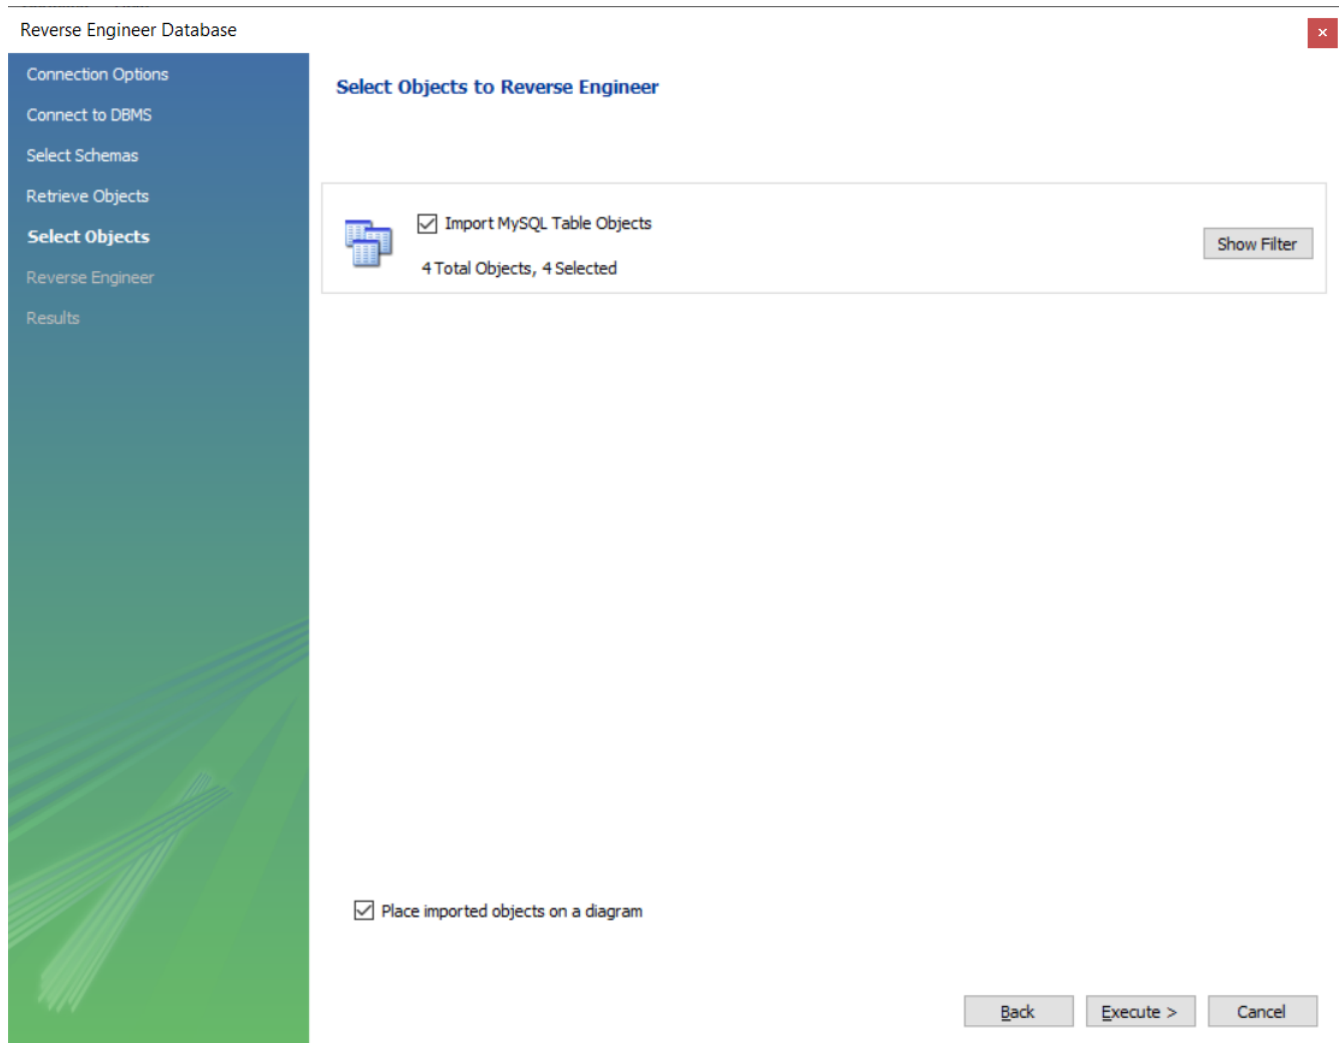 Reverse Engineer Database
Connection Options
Connect to DBMS
Select Schemas
Retrieve Objects
Select Objects
Reverse Engineer
Results
Select Objects to Reverse Engineer
Import MySQL Table Objects
4 Total Objects, 4 Selected
Show Filter
Place imported objects on a diagram
Back
Execute >
Cancel